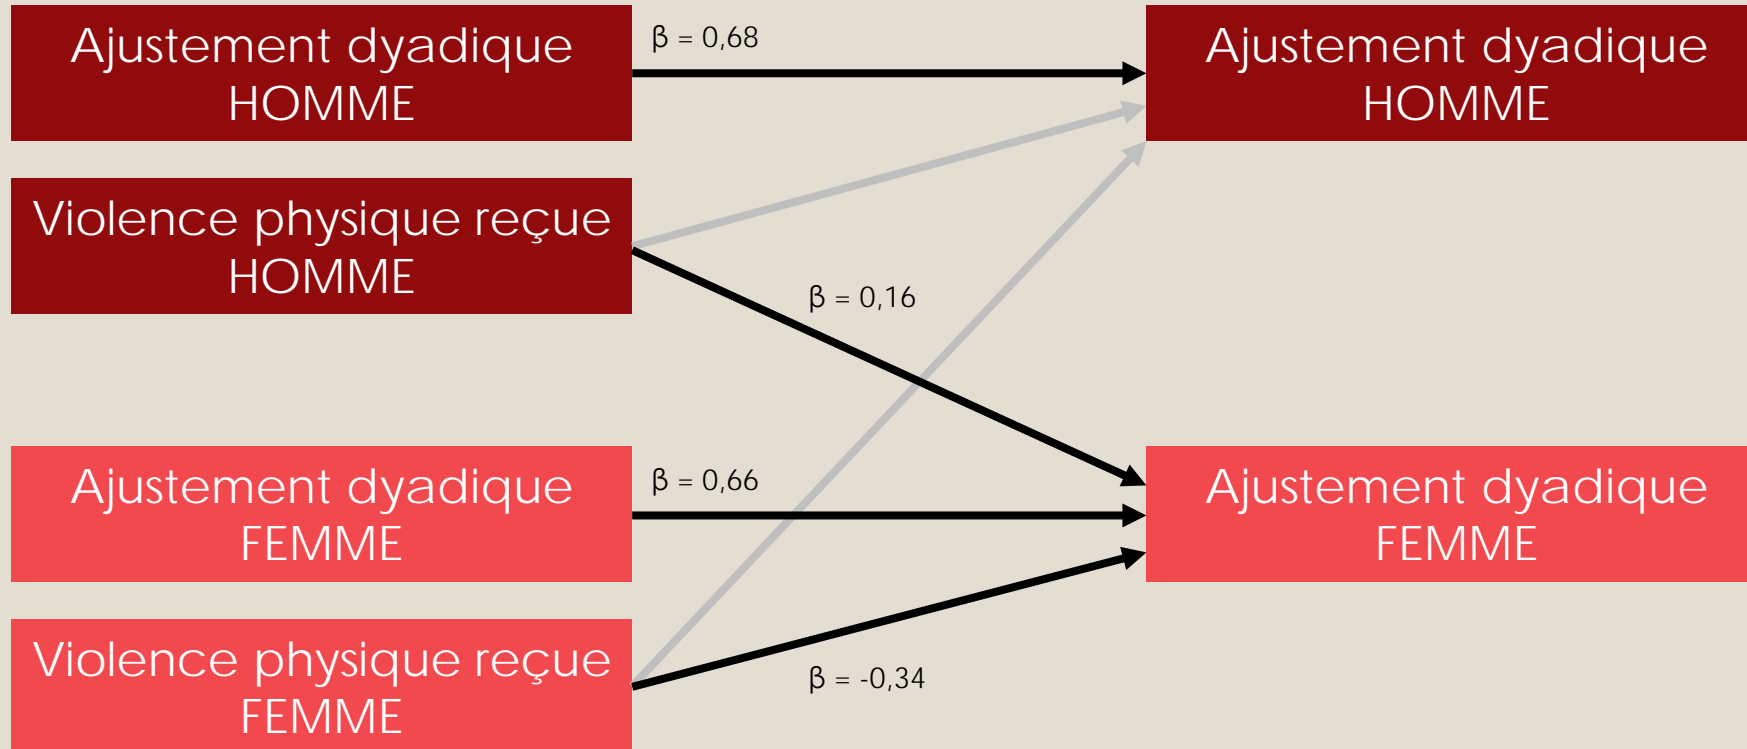 Ajustement dyadique
HOMME
β = 0,68
Ajustement dyadique
HOMME
Violence physique reçue
HOMME
β = 0,16
Ajustement dyadique
FEMME
β = 0,66
Ajustement dyadique
FEMME
Violence physique reçue
FEMME
β = -0,34